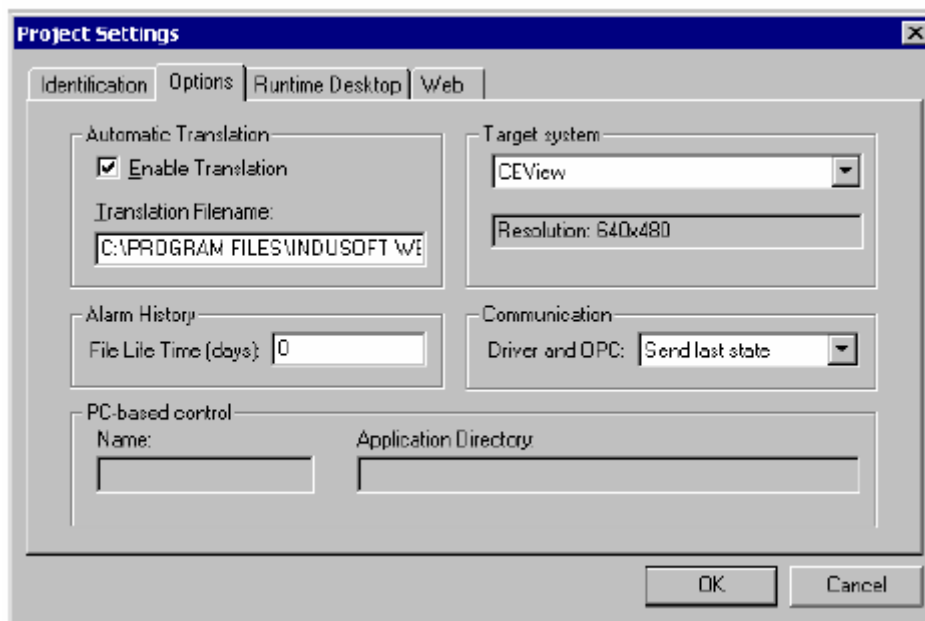 Project Settings
Identification Options Runtime Desktop Web
Automatic Translation
Enable Translation
Translation Filename:
C:\PROGRAM FILES\INDUSOFT WE
Target system
CEView
Resolution: 640x480
Alarm History
File Life Time (days): 0
Communication
Driver and OPC: Send last state
PC-based control
Name:
Application Directory:
OK Cancel